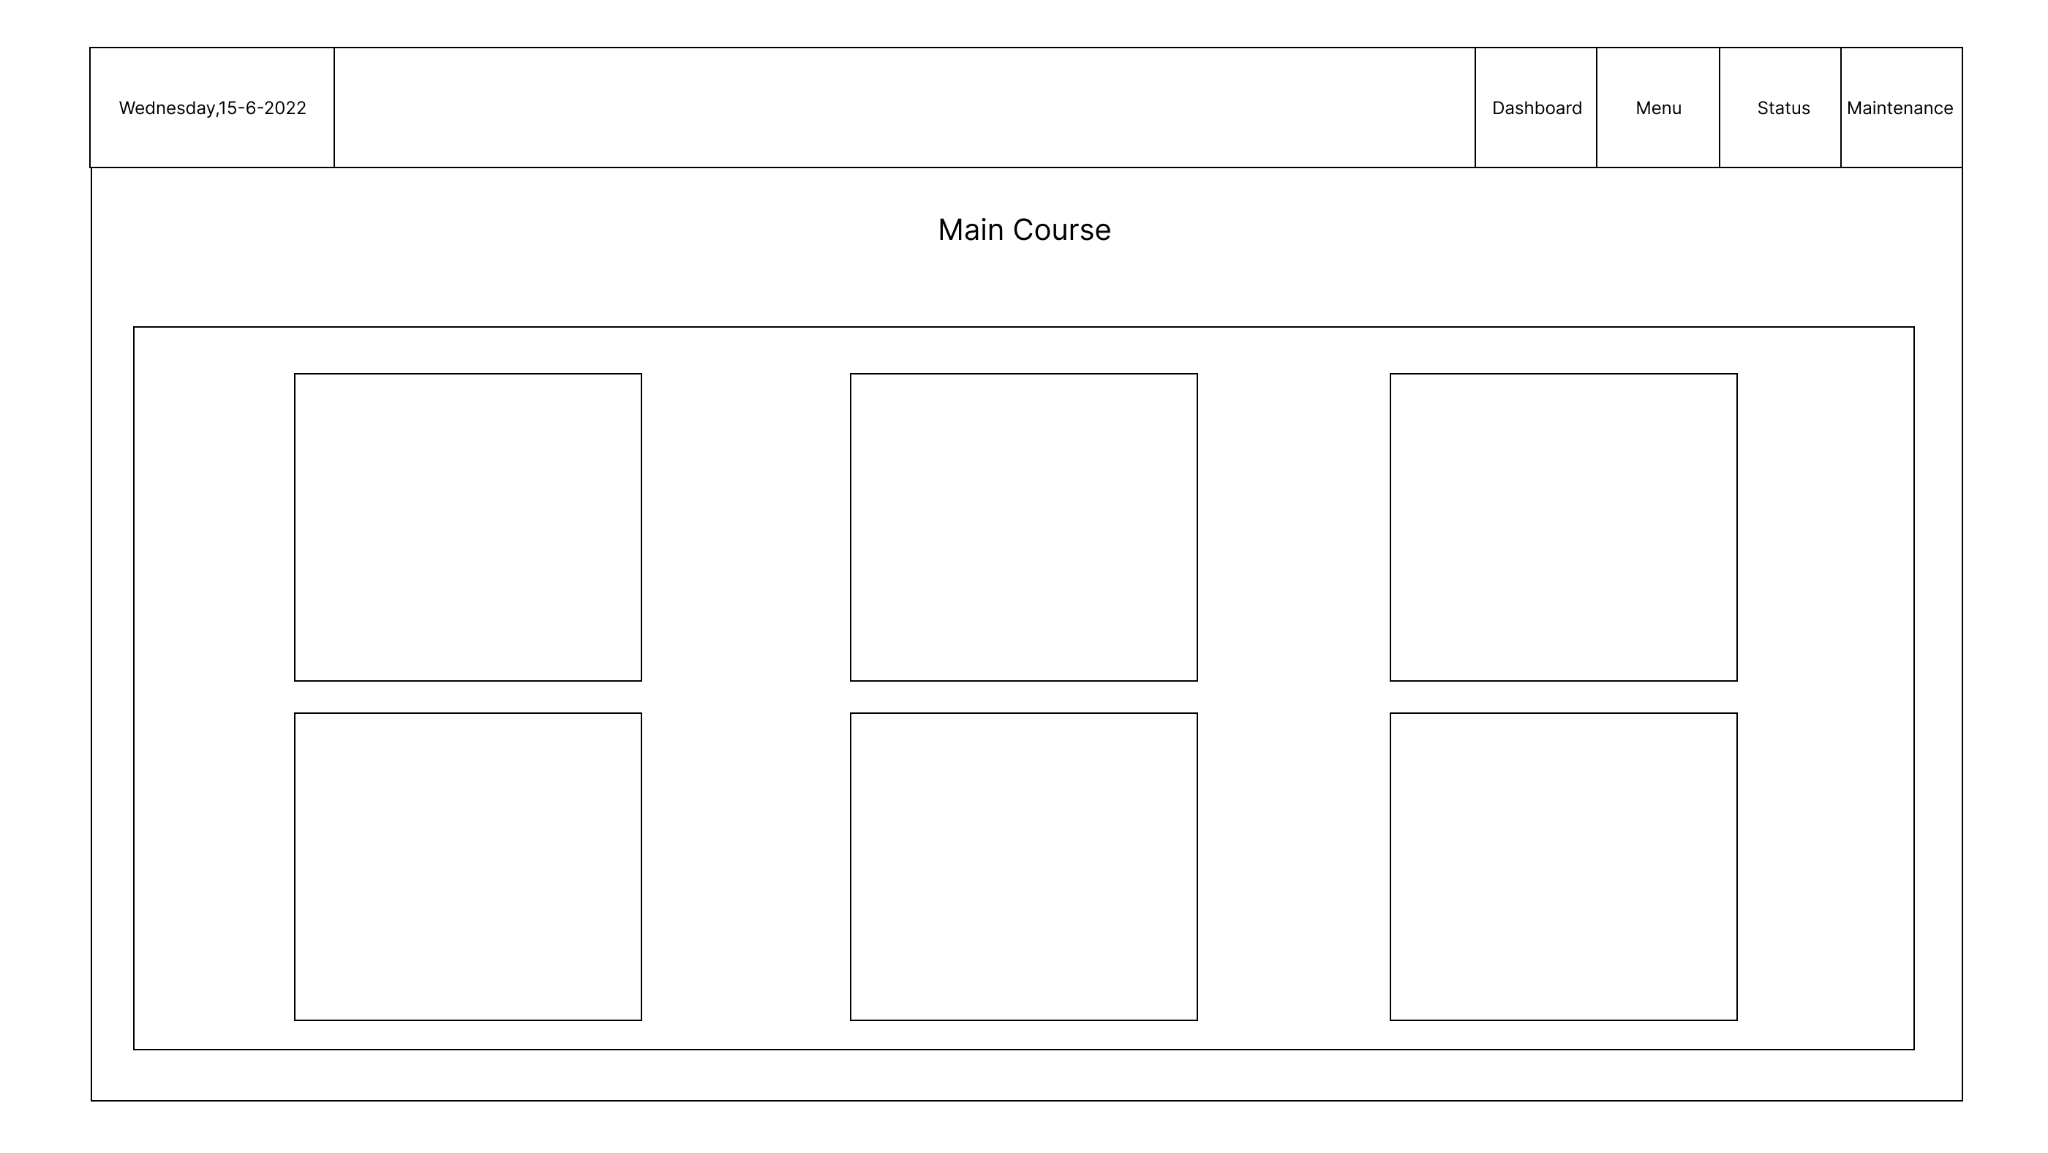 Wednesday,15-6-2022
Dashboard
Menu
Status
Maintenance
Main Course